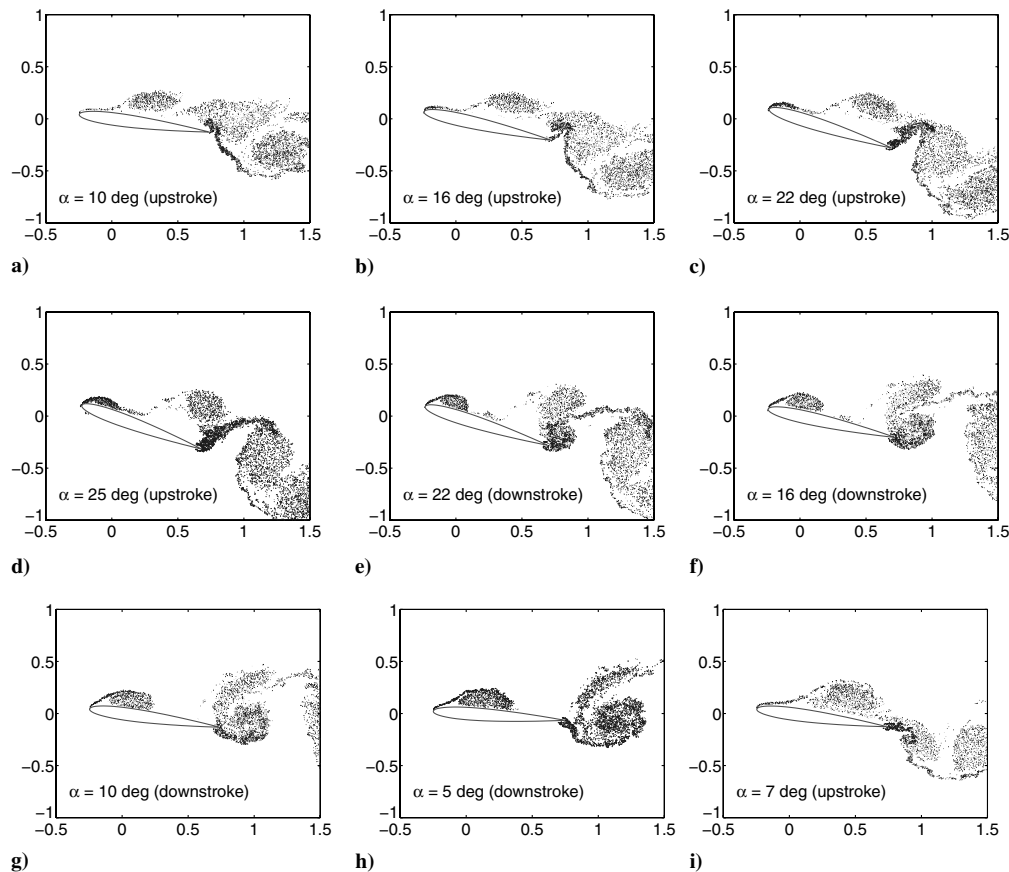 1
0.5
0
−0.5
−1
−0.5 0 0.5 1 1.5
α = 10 deg (upstroke)
a)
1
0.5
0
−0.5
−1
−0.5 0 0.5 1 1.5
α = 16 deg (upstroke)
b)
1
0.5
0
−0.5
−1
−0.5 0 0.5 1 1.5
α = 22 deg (upstroke)
c)
1
0.5
0
−0.5
−1
−0.5 0 0.5 1 1.5
α = 25 deg (upstroke)
d)
1
0.5
0
−0.5
−1
−0.5 0 0.5 1 1.5
α = 22 deg (downstroke)
e)
1
0.5
0
−0.5
−1
−0.5 0 0.5 1 1.5
α = 16 deg (downstroke)
f)
1
0.5
0
−0.5
−1
−0.5 0 0.5 1 1.5
α = 10 deg (downstroke)
g)
1
0.5
0
−0.5
−1
−0.5 0 0.5 1 1.5
α = 5 deg (downstroke)
h)
1
0.5
0
−0.5
−1
−0.5 0 0.5 1 1.5
α = 7 deg (upstroke)
i)